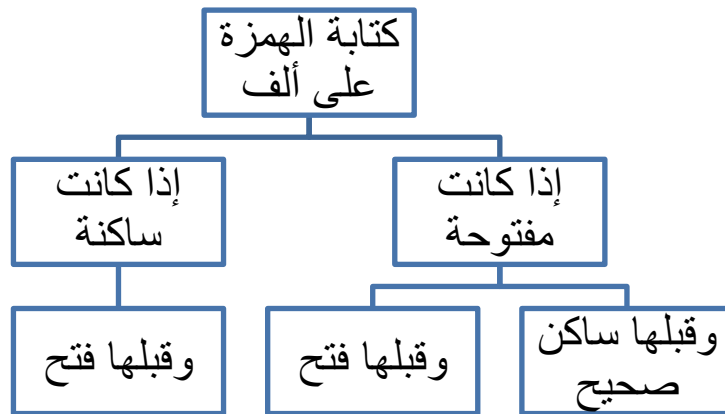 كتابة الهمزة
على ألف
إذا كانت
مفتوحة
إذا كانت
ساكنة
وقبلها ساكن
صحيح
وقبلها فتح
وقبلها فتح